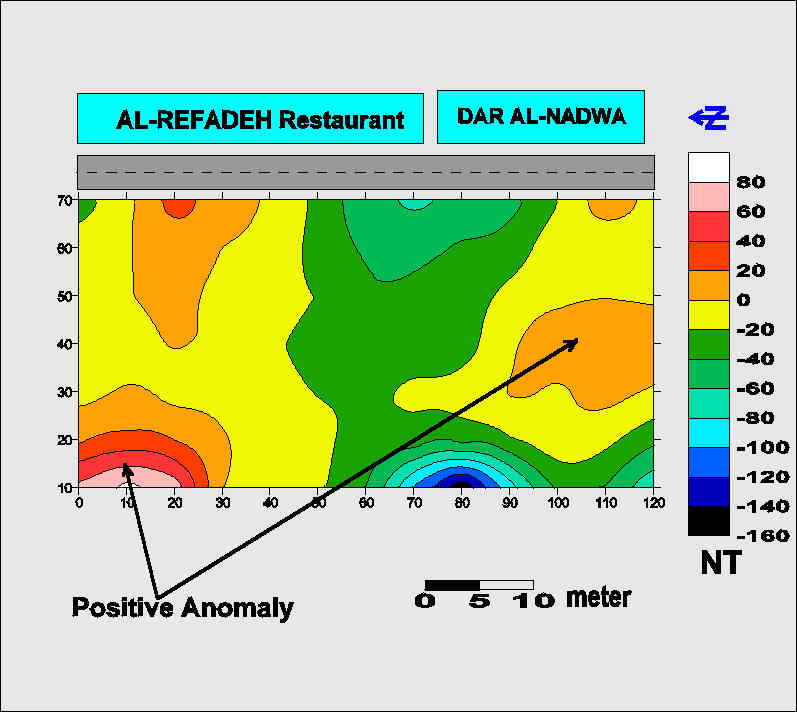 AL-REFADEH Restaurant
DAR AL-NADWA
N
70
60
50
40
30
20
10
0 10 20 30 40 50 60 70 80 90 100 110 120
80
60
40
20
0
-20
-40
-60
-80
-100
-120
-140
-160
NT
Positive Anomaly
0 5 10 meter